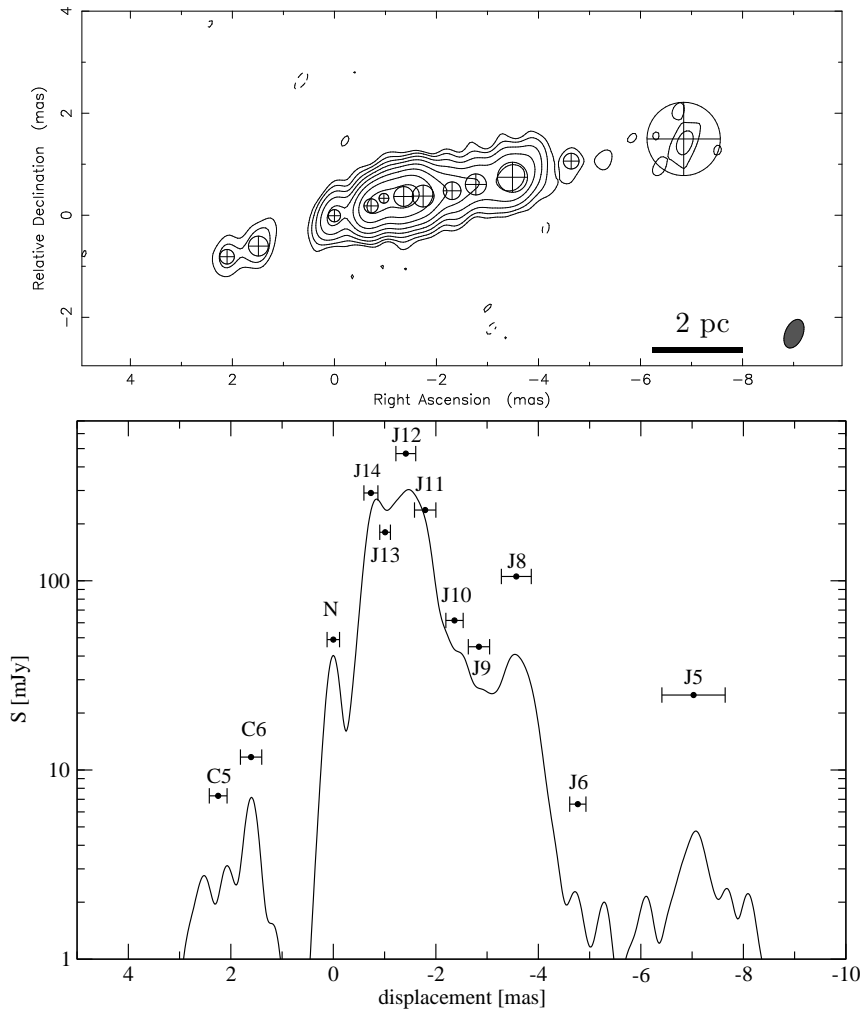 4
2
0
−2
Relative Declination (mas)
2 pc
4 2 0 −2 −4 −6 −8
Right Ascension (mas)
J12
J14
J11
J13
J8
100
J10
N
J9
J5
S [mJy]
C6
C5
J6
10
1
4 2 0 -2 -4 -6 -8 -10
displacement [mas]